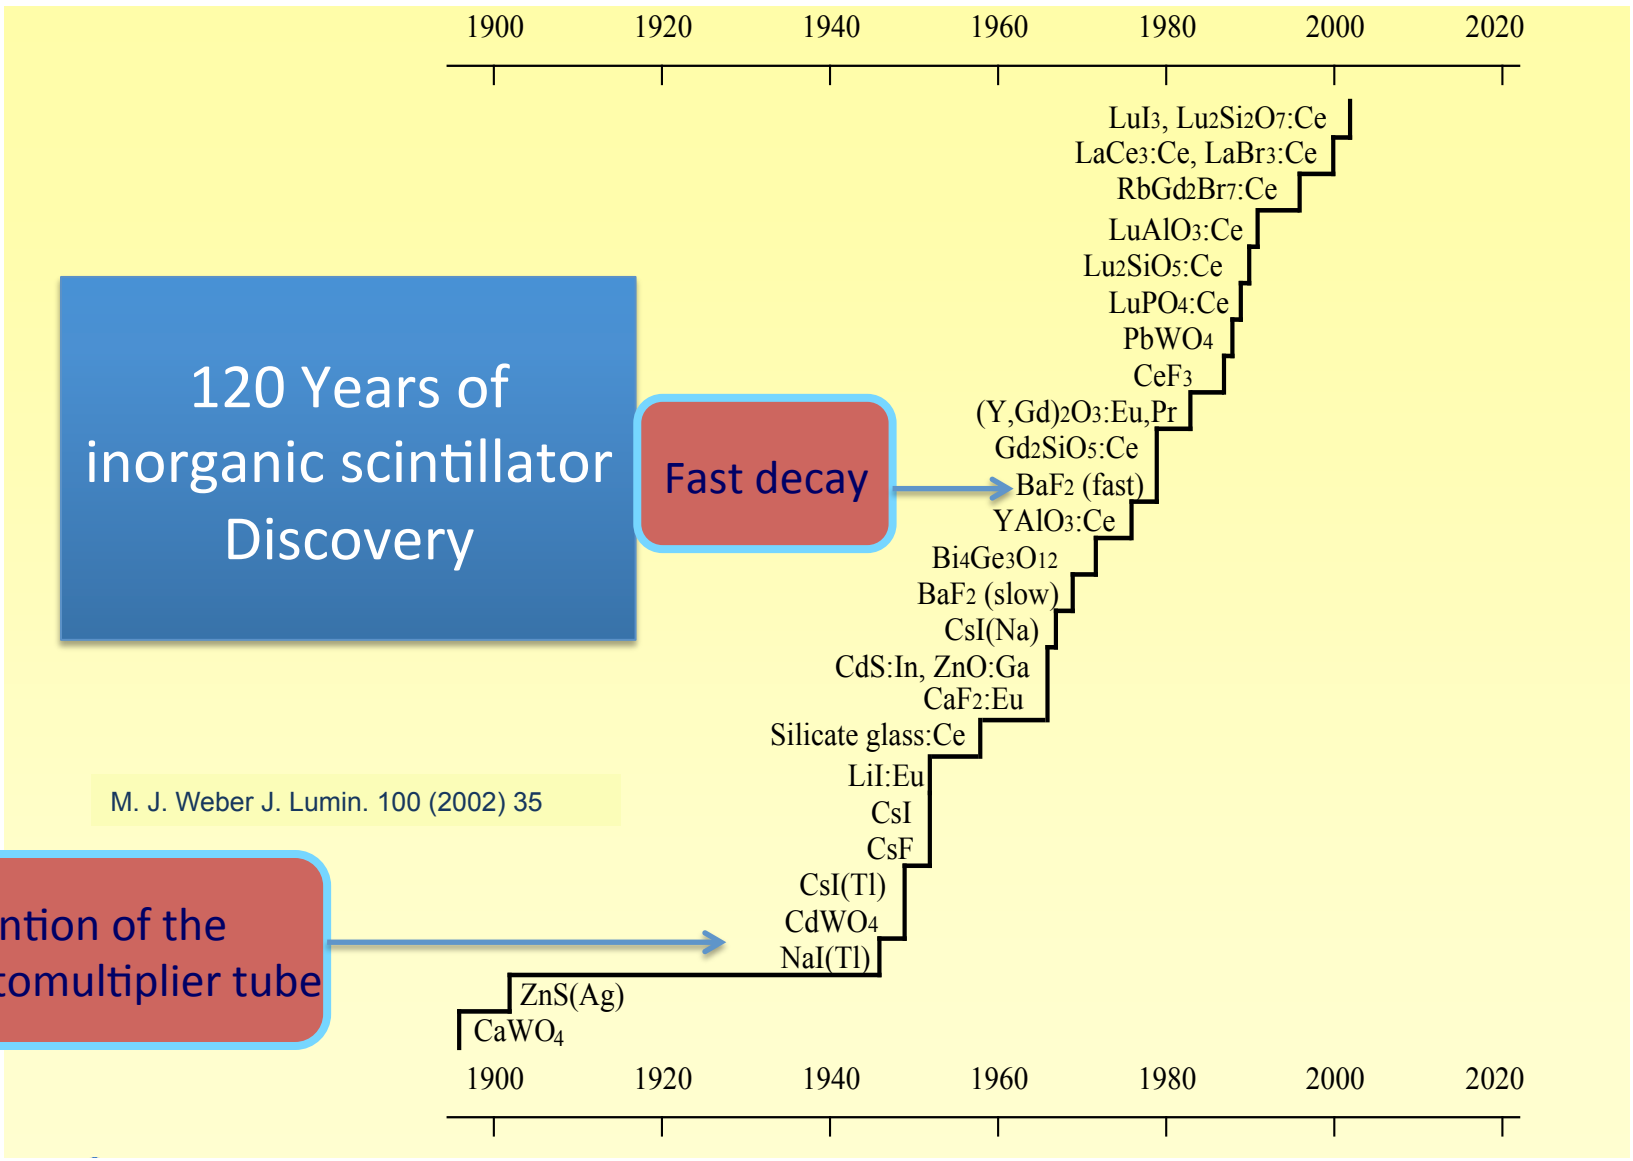 1900 1920 1940 1960 1980 2000 2020
LuI3, Lu2Si2O7:Ce
LaCe3:Ce, LaBr3:Ce
RbGd2Br7:Ce
LuAlO3:Ce
Lu2SiO5:Ce
LuPO4:Ce
PbWO4
CeF3
(Y,Gd)2O3:Eu,Pr
Gd2SiO5:Ce
BaF2 (fast)
YAlO3:Ce
Bi4Ge3O12
BaF2 (slow)
CsI(Na)
CdS:In, ZnO:Ga
CaF2:Eu
Silicate glass:Ce
LiI:Eu
CsI
CsF
CsI(Tl)
CdWO4
NaI(Tl)
ZnS(Ag)
CaWO4
120 Years of
inorganic scintillator
Discovery
Fast decay
M. J. Weber J. Lumin. 100 (2002) 35
ntion of the
tomultiplier tube
1900 1920 1940 1960 1980 2000 2020